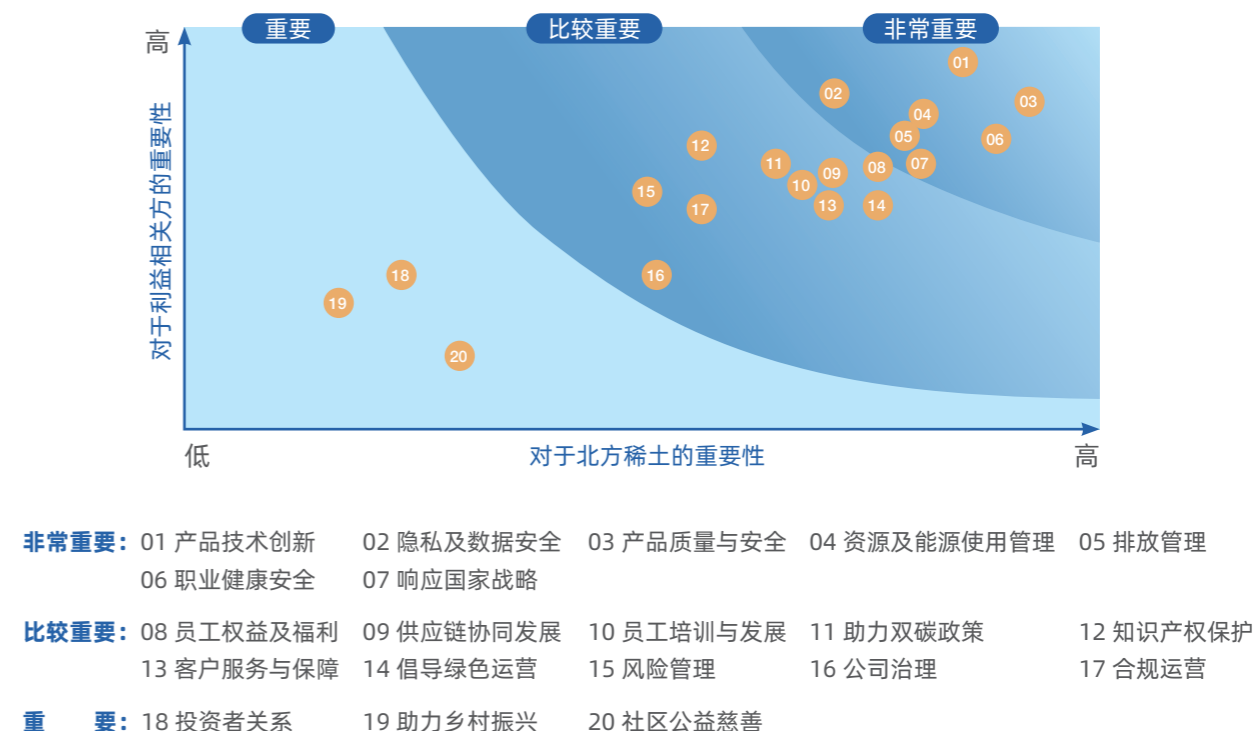 重要
比较重要
非常重要
高
对于利益相关方的重要性
01
02
03
04
05
06
12
11
10
09
08
07
15
17
13
14
16
18
19
20
低
对于北方稀土的重要性
高
非常重要：01 产品技术创新 02 隐私及数据安全 03 产品质量与安全 04 资源及能源使用管理 05 排放管理
06 职业健康安全 07 响应国家战略
比较重要：08 员工权益及福利 09 供应链协同发展 10 员工培训与发展 11 助力双碳政策 12 知识产权保护
13 客户服务与保障 14 倡导绿色运营 15 风险管理 16 公司治理 17 合规运营
重 要：18 投资者关系 19 助力乡村振兴 20 社区公益慈善